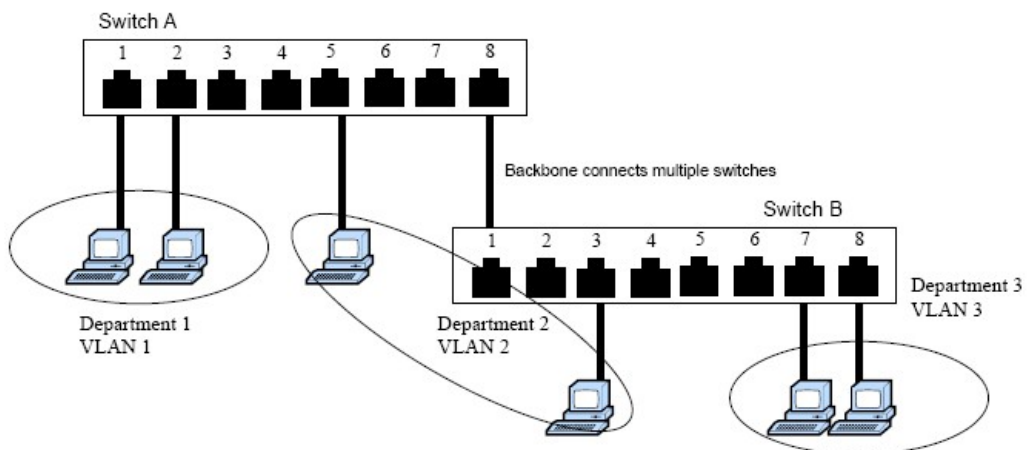 Switch A
1 2 3 4 5 6 7 8
Backbone connects multiple switches
Switch B
1 2 3 4 5 6 7 8
Department 1
VLAN 1
Department 2
VLAN 2
Department 3
VLAN 3